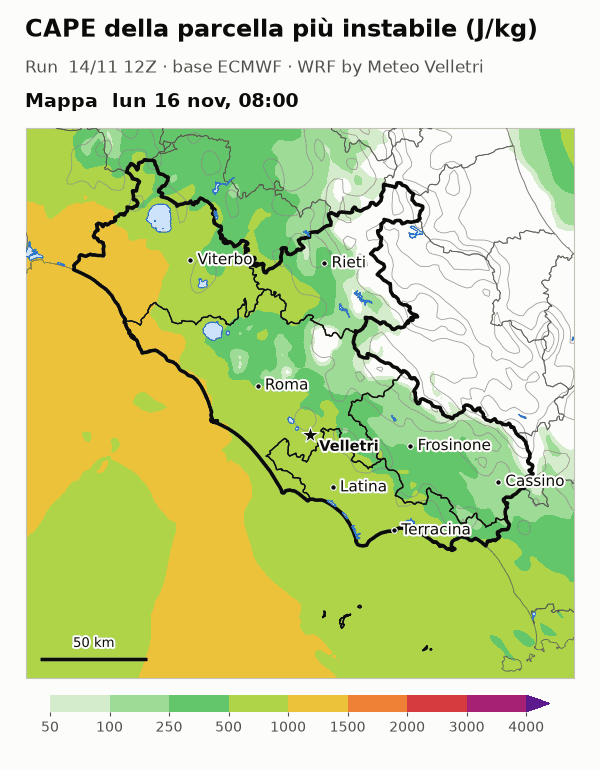 CAPE della parcella più instabile (J/kg)
Run  14/11 12Z · base ECMWF · WRF by Meteo Velletri
Mappa  lun 16 nov, 08:00
Viterbo
Rieti
Roma
Velletri
Frosinone
Cassino
Latina
Terracina
50 km
50 100 250 500 1000 1500 2000 3000 4000